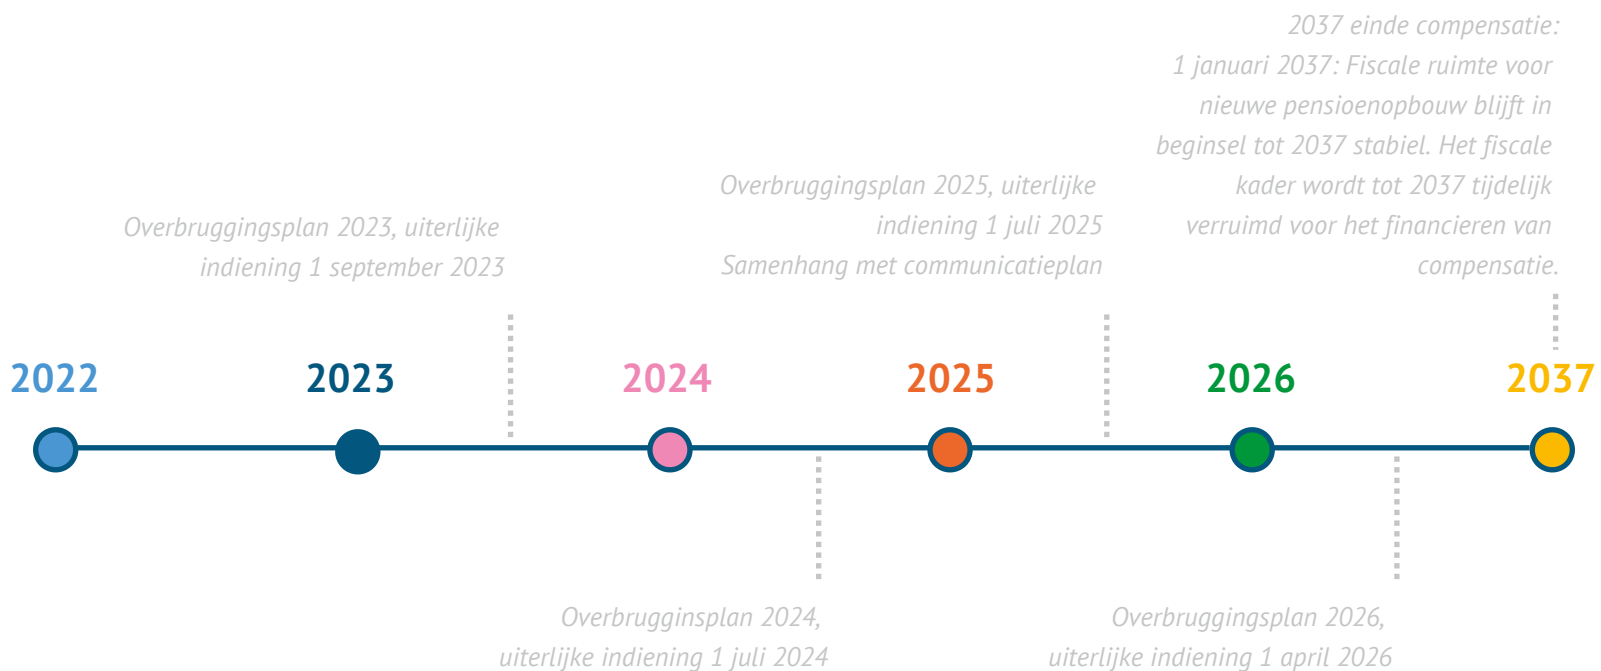 2037 einde compensatie:
1 januari 2037: Fiscale ruimte voor
nieuwe pensioenopbouw blijft in
beginsel tot 2037 stabiel. Het fiscale
kader wordt tot 2037 tijdelijk
verruimd voor het financieren van
compensatie.
Overbruggingsplan 2025, uiterlijke
indiening 1 juli 2025
Samenhang met communicatieplan
Overbruggingsplan 2023, uiterlijke
indiening 1 september 2023
2022
2023
2024
2025
2026
2037
Overbrugginsplan 2024,
uiterlijke indiening 1 juli 2024
Overbruggingsplan 2026,
uiterlijke indiening 1 april 2026